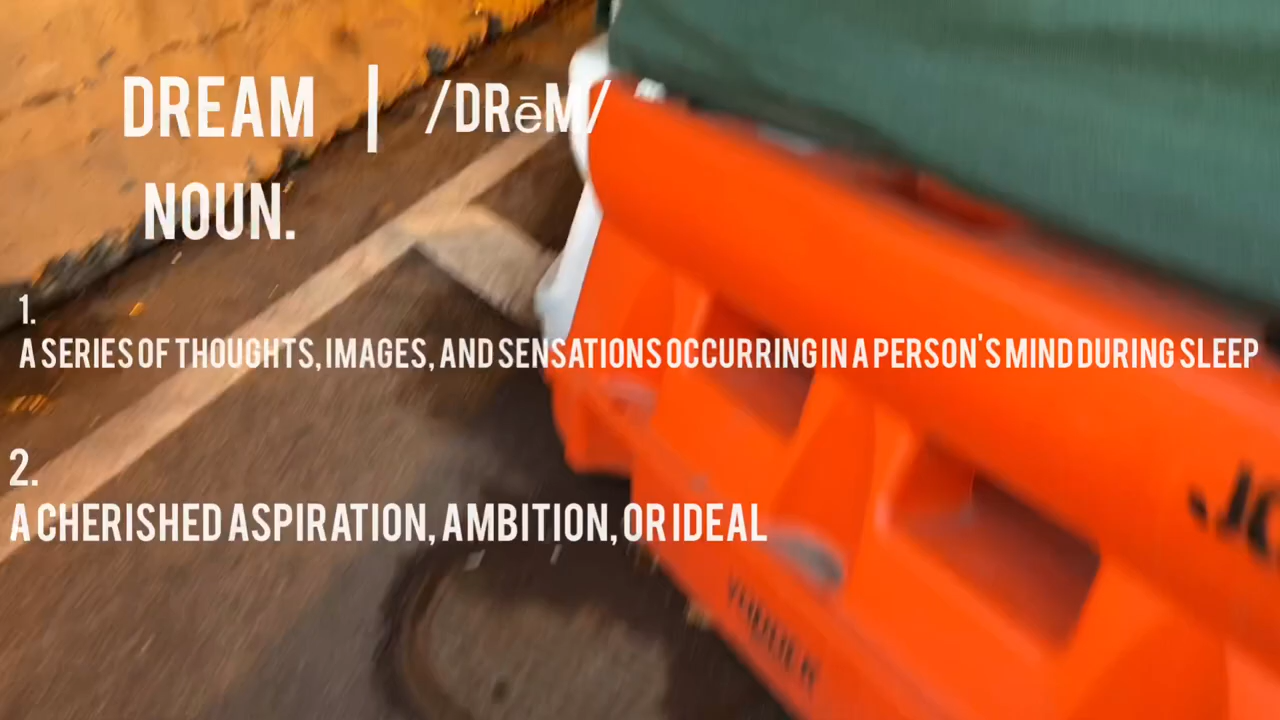 DREAM | /DRēM/
NOUN.
1.
A SERIES OF THOUGHTS, IMAGES, AND SENSATIONS OCCURRING IN A PERSON'S MIND DURING SLEEP
2.
A CHERISHED ASPIRATION, AMBITION, OR IDEAL